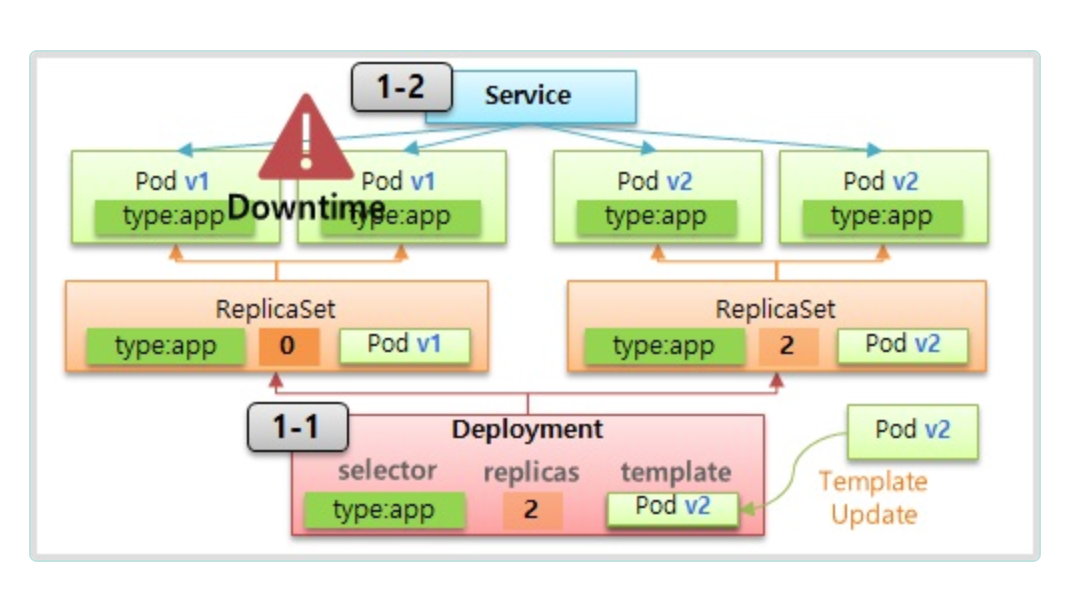 1-2
Service
Pod v1
type:app
Downtime
Pod v1
type:app
Pod v2
type:app
Pod v2
type:app
ReplicaSet
type:app
0
Pod v1
ReplicaSet
type:app
2
Pod v2
1-1
Deployment
selector
replicas
template
type:app
2
Pod v2
Pod v2
Template
Update